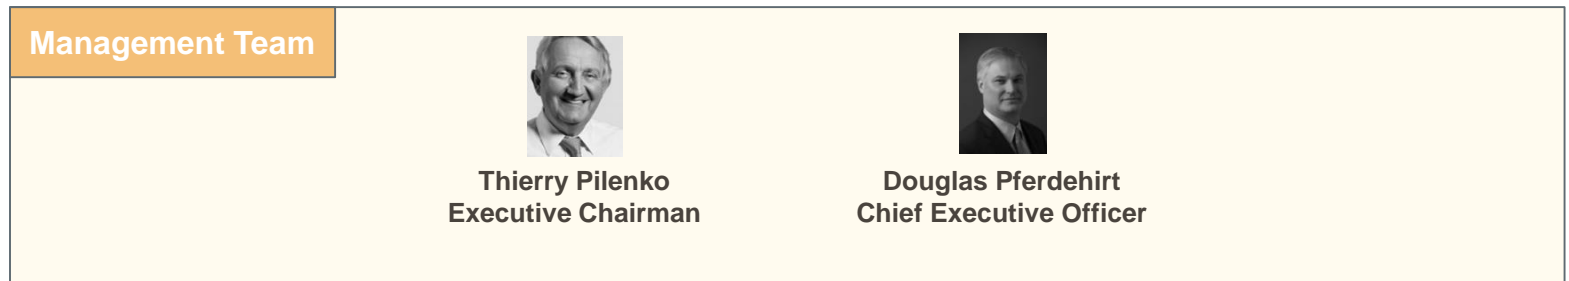 Management Team
Thierry Pilenko
Executive Chairman
Douglas Pferdehirt
Chief Executive Officer